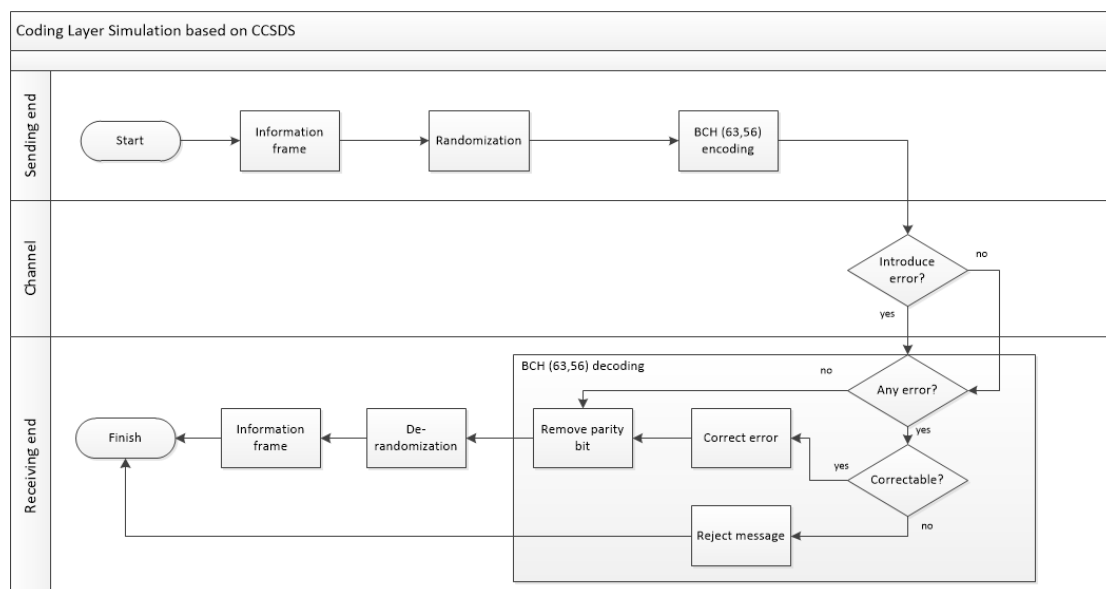 Coding Layer Simulation based on CCSDS
Sending end
Start
Information
frame
Randomization
BCH (63,56)
encoding
Channel
Introduce
error?
no
yes
Receiving end
BCH (63,56) decoding
no
Any error?
yes
Finish
Information
frame
De-
randomization
Remove parity
bit
Correct error
yes
Correctable?
no
Reject message